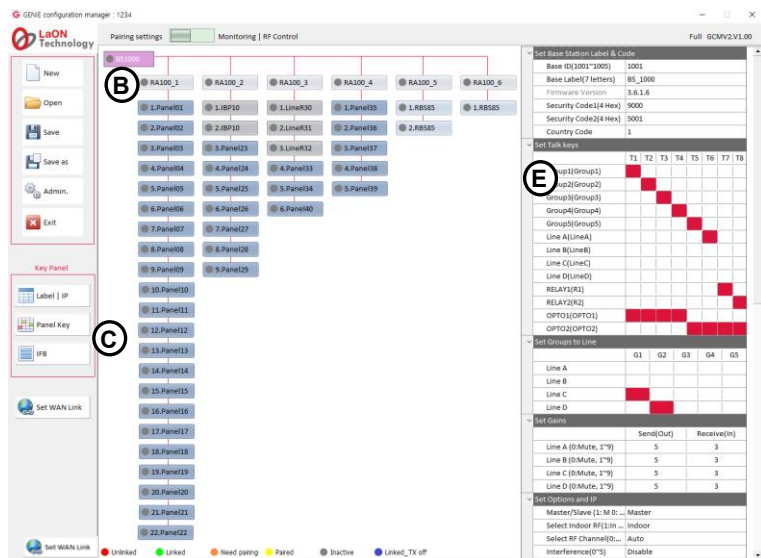 GENIE configuration manager : 1234
LaON
Technology
Pairing settings
Monitoring | RF Control
Full GCMV2.V1.00
New
Open
Save
Save as
Admin.
Exit
Key Panel
Label | IP
Panel Key
IFB
Set WAN Link
Set WAN Link
B
C
E
BS1000
RA100_1
RA100_2
RA100_3
RA100_4
RA100_5
RA100_6
1.Panel01
2.Panel02
3.Panel03
4.Panel04
5.Panel05
6.Panel06
7.Panel07
8.Panel08
9.Panel09
10.Panel10
11.Panel11
12.Panel12
13.Panel13
14.Panel14
15.Panel15
16.Panel16
17.Panel17
18.Panel18
19.Panel19
20.Panel20
21.Panel21
22.Panel22
1.IBP10
2.IBP10
3.Panel23
4.Panel24
5.Panel25
6.Panel26
7.Panel27
8.Panel28
9.Panel29
1.LineR30
2.LineR31
3.LineR32
4.Panel33
5.Panel34
6.Panel40
1.Panel35
2.Panel36
3.Panel37
4.Panel38
5.Panel39
1.RBS85
2.RBS85
1.RBS85
Unlinked
Linked
Need pairing
Paired
Inactive
Linked_TX off
Set Base Station Label & Code
Base ID(1001~1005) 1001
Base Label(7 letters) BS_1000
Firmware Version 3.6.1.6
Security Code1(4 Hex) 9000
Security Code2(4 Hex) 5001
Country Code 1
Set Talk keys
T1 T2 T3 T4 T5 T6 T7 T8
oup1(Group1)
oup2(Group2)
Group3(Group3)
Group4(Group4)
Group5(Group5)
Line A(LineA)
Line B(LineB)
Line C(LineC)
Line D(LineD)
RELAY1(R1)
RELAY2(R2)
OPTO1(OPTO1)
OPTO2(OPTO2)
Set Groups to Line
G1 G2 G3 G4 G5
Line A
Line B
Line C
Line D
Set Gains
Send(Out) Receive(In)
Line A (0:Mute, 1~9) 5 3
Line B (0:Mute, 1~9) 5 3
Line C (0:Mute, 1~9) 5 3
Line D (0:Mute, 1~9) 5 3
Set Options and IP
Master/Slave (1: M 0: ... Master
Select Indoor RF(1:In ... Indoor
Select RF Channel(0:... Auto
Interference(0~5) Disable